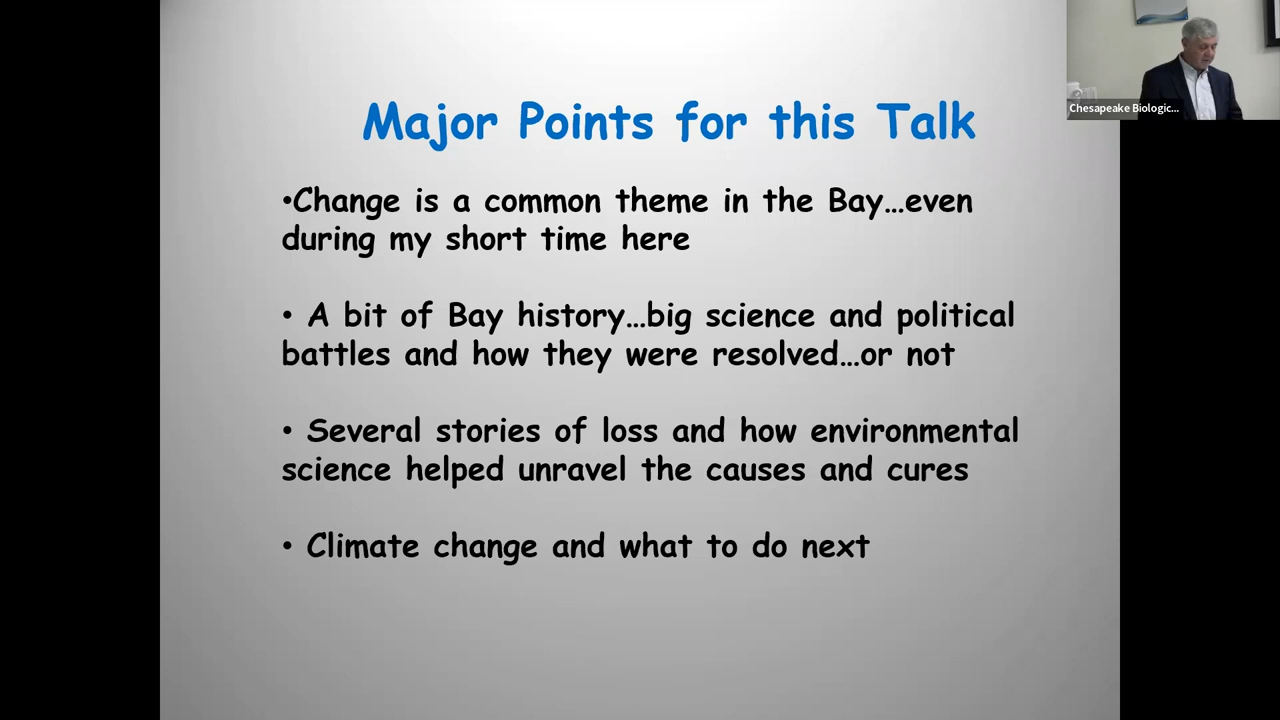 Major Points for this Talk
•Change is a common theme in the Bay…even
during my short time here
• A bit of Bay history…big science and political
battles and how they were resolved…or not
• Several stories of loss and how environmental
science helped unravel the causes and cures
• Climate change and what to do next
Chesapeake Biologic...